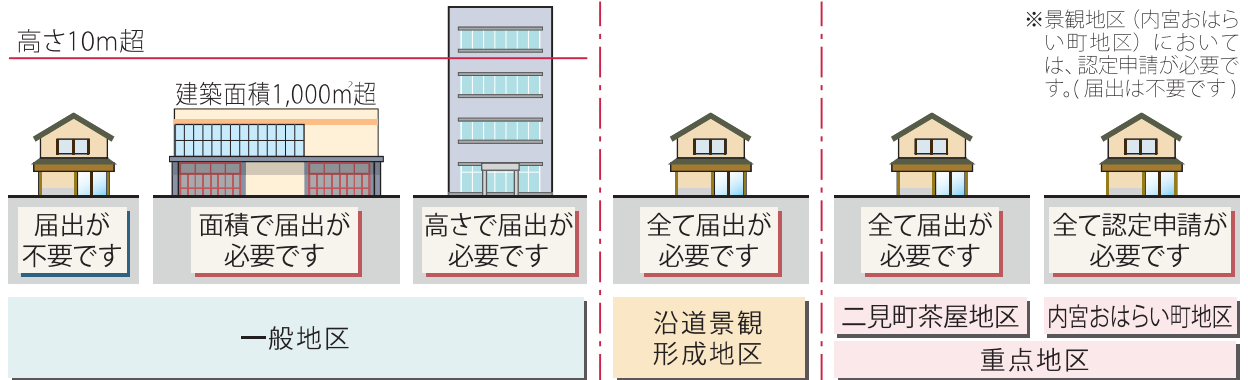 高さ10m超
建築面積1,000㎡超
※景観地区（内宮おはら
い町地区）において
は、認定申請が必要で
す。(届出は不要です)
届出が
不要です
面積で届出が
必要です
高さで届出が
必要です
全て届出が
必要です
全て届出が
必要です
全て認定申請が
必要です
一般地区
沿道景観
形成地区
二見町茶屋地区
内宮おはらい町地区
重点地区